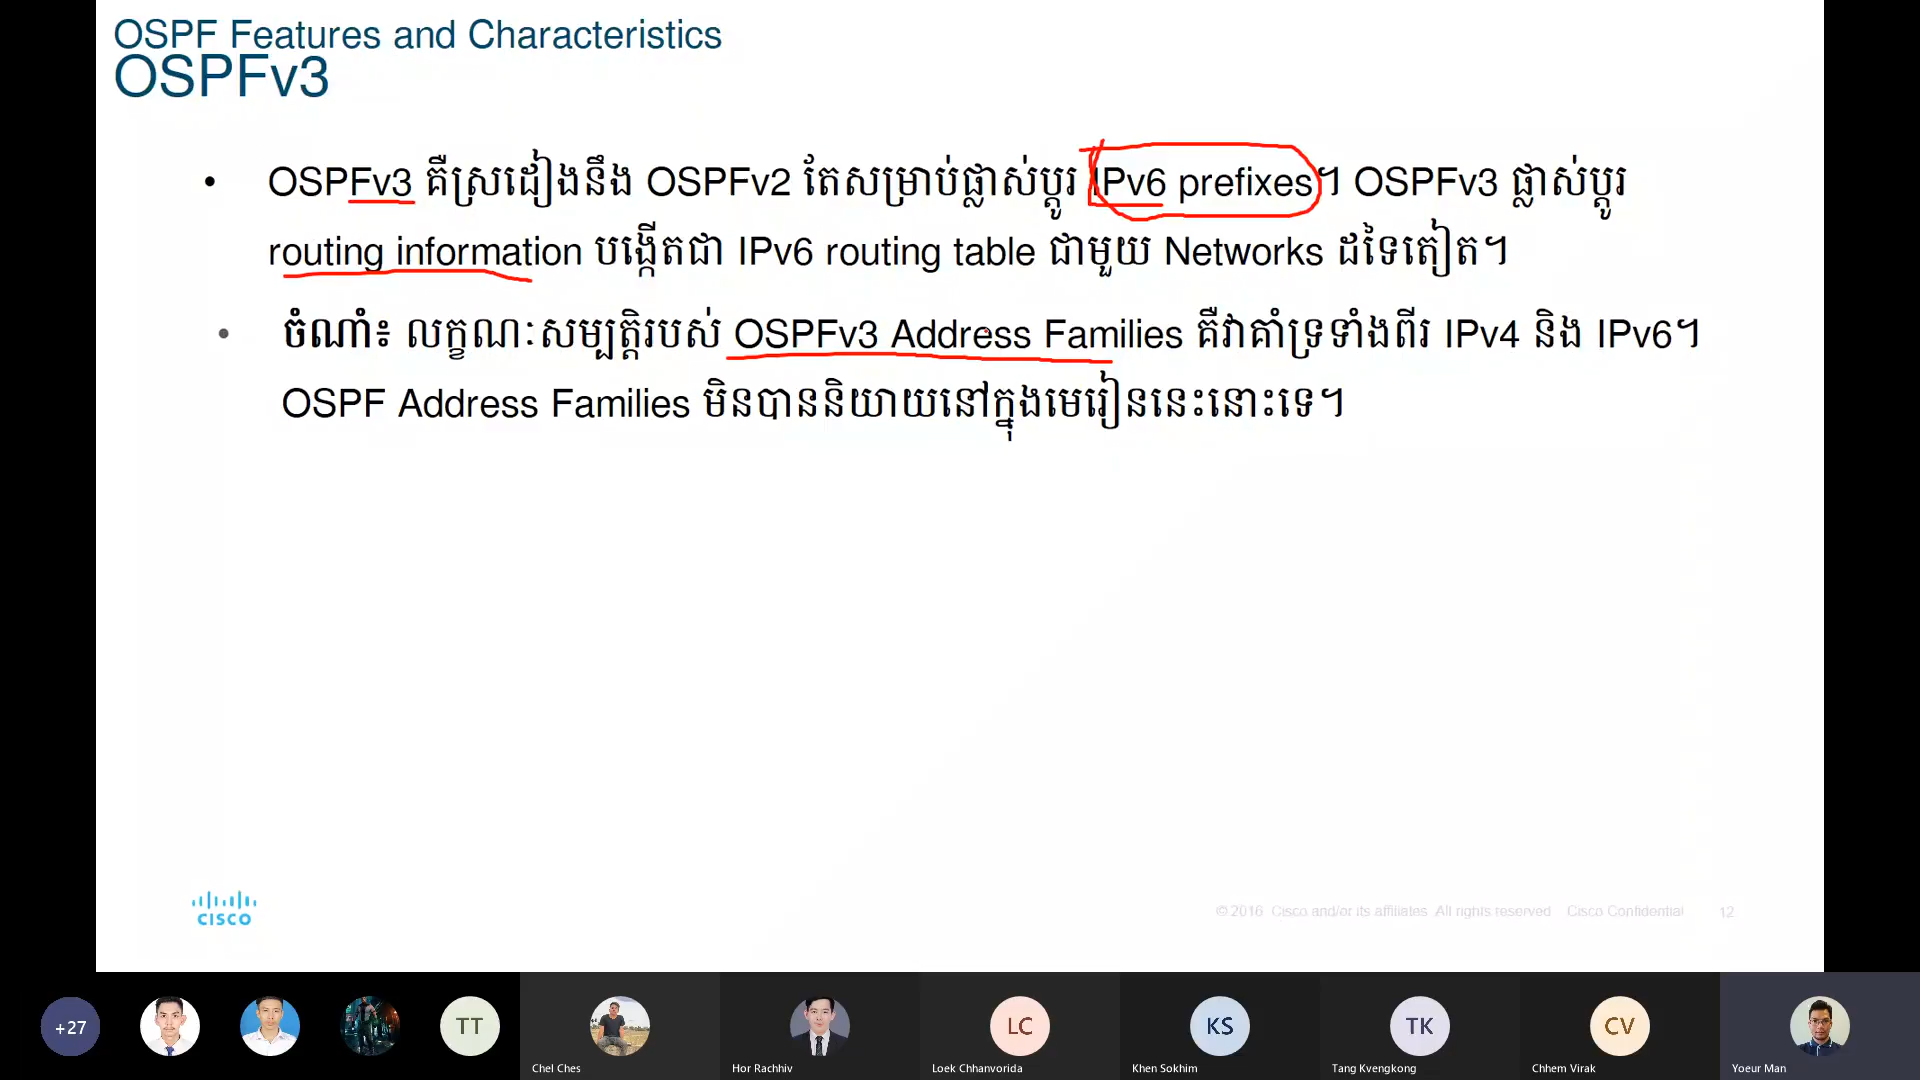 OSPF Features and Characteristics
OSPFv3
• OSPFv3 គឺស្រដៀងនឹង OSPFv2 តែសម្រាប់ផ្លាស់ប្តូរ IPv6 prefixes។ OSPFv3 ផ្លាស់ប្តូរ
routing information បង្កើតជា IPv6 routing table ជាមួយ Networks ដទៃតៀត។
• ចំណាំ៖ លក្ខណៈសម្បត្តិរបស់ OSPFv3 Address Families គឺវាគាំទ្រទាំងពីរ IPv4 និង IPv6។
OSPF Address Families មិនបាននិយាយនៅក្នុងមេរៀននេះនោះទេ។
CISCO
© 2016 Cisco and/or its affiliates. All rights reserved. Cisco Confidential 12
+27
TT
LC
KS
TK
CV
Chel Ches
Hor Rachhiv
Loek Chhanvorida
Khen Sokhim
Tang Kvengkong
Chhem Virak
Yoeur Man